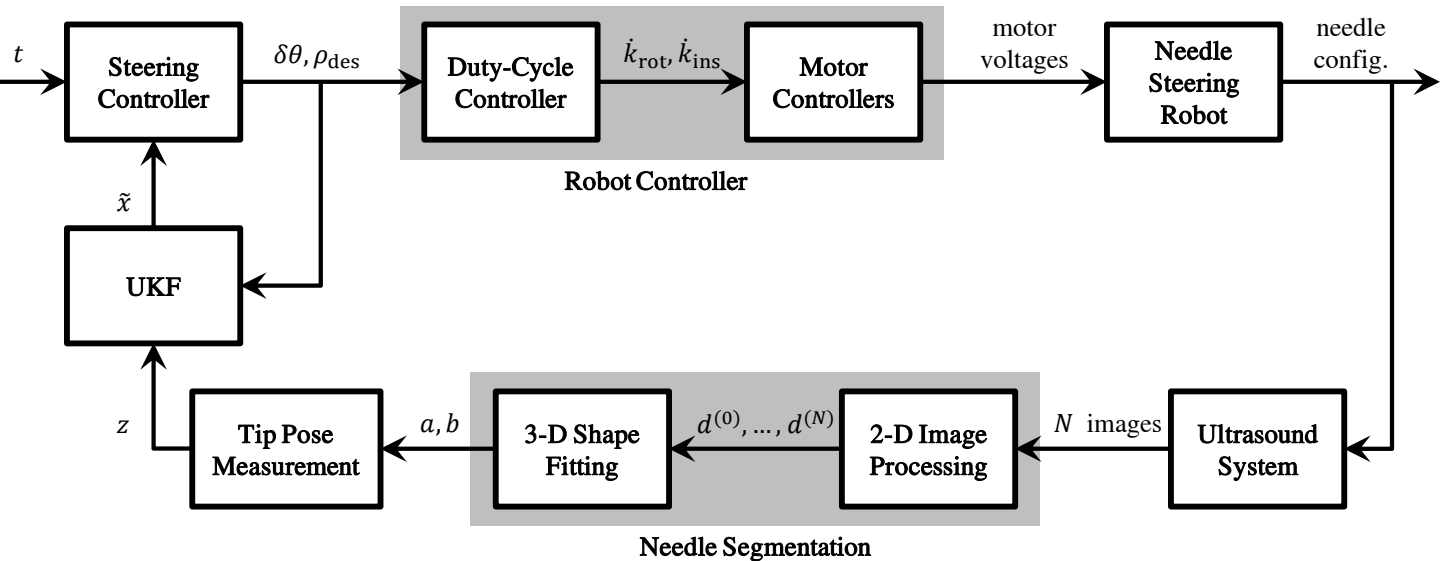 t
Steering
Controller
δθ, ρ_des
Duty-Cycle
Controller
k̇_rot, k̇_ins
Motor
Controllers
motor
voltages
Needle
Steering
Robot
needle
config.
Robot Controller
x̃
UKF
z
Tip Pose
Measurement
a, b
3-D Shape
Fitting
d^(0), …, d^(N)
2-D Image
Processing
N images
Ultrasound
System
Needle Segmentation